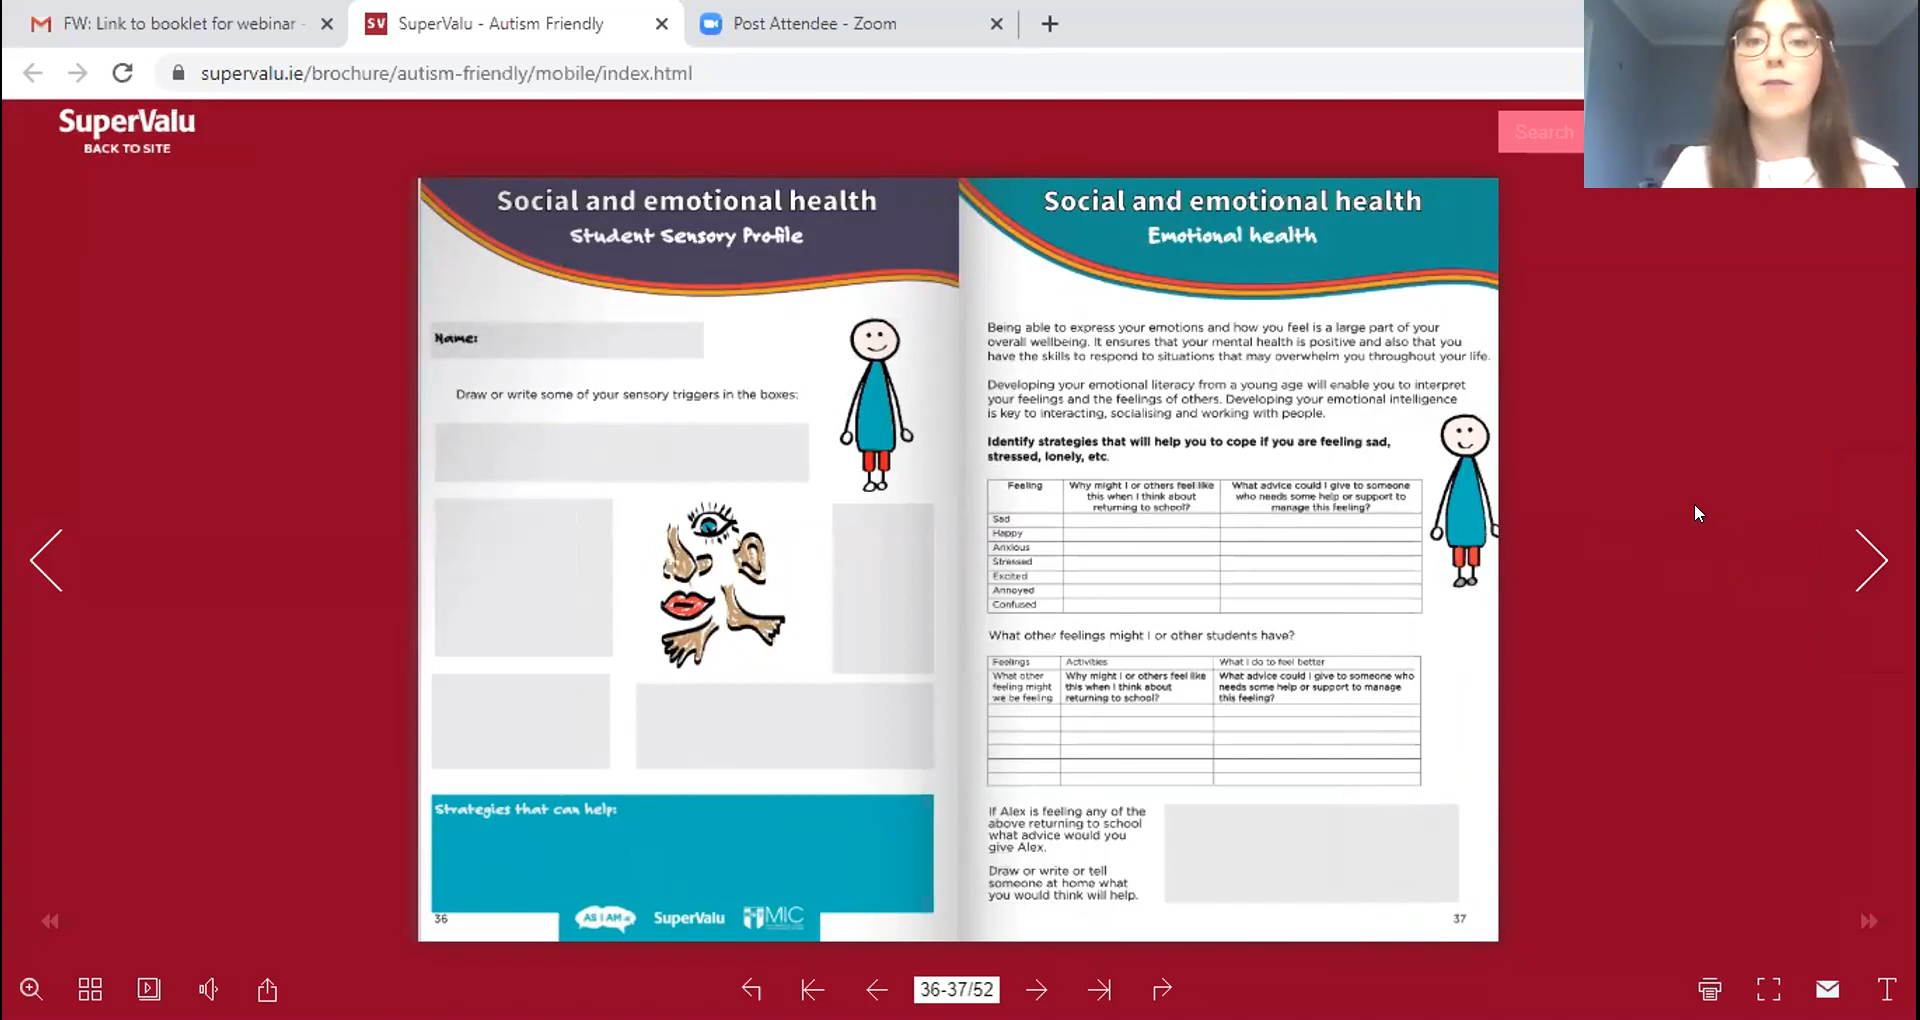 FW: Link to booklet for webinar -
SuperValu - Autism Friendly
Post Attendee - Zoom
supervalu.ie/brochure/autism-friendly/mobile/index.html
SuperValu
BACK TO SITE
Search
Social and emotional health
Student Sensory Profile
Name:
Draw or write some of your sensory triggers in the boxes:
Strategies that can help:
36
AS I AM.ie
SuperValu
MIC
Social and emotional health
Emotional health
Being able to express your emotions and how you feel is a large part of your
overall wellbeing. It ensures that your mental health is positive and also that you
have the skills to respond to situations that may overwhelm you throughout your life.
Developing your emotional literacy from a young age will enable you to interpret
your feelings and the feelings of others. Developing your emotional intelligence
is key to interacting, socialising and working with people.
Identify strategies that will help you to cope if you are feeling sad,
stressed, lonely, etc.
Feeling
Why might I or others feel like
this when I think about
returning to school?
What advice could I give to someone
who needs some help or support to
manage this feeling?
Sad
Happy
Anxious
Stressed
Excited
Annoyed
Confused
What other feelings might I or other students have?
Feelings
Activities
What I do to feel better
What other
feeling might
we be feeling
Why might I or others feel like
this when I think about
returning to school?
What advice could I give to someone who
needs some help or support to manage
this feeling?
If Alex is feeling any of the
above returning to school
what advice would you
give Alex.
Draw or write or tell
someone at home what
you would think will help.
37
36-37/52